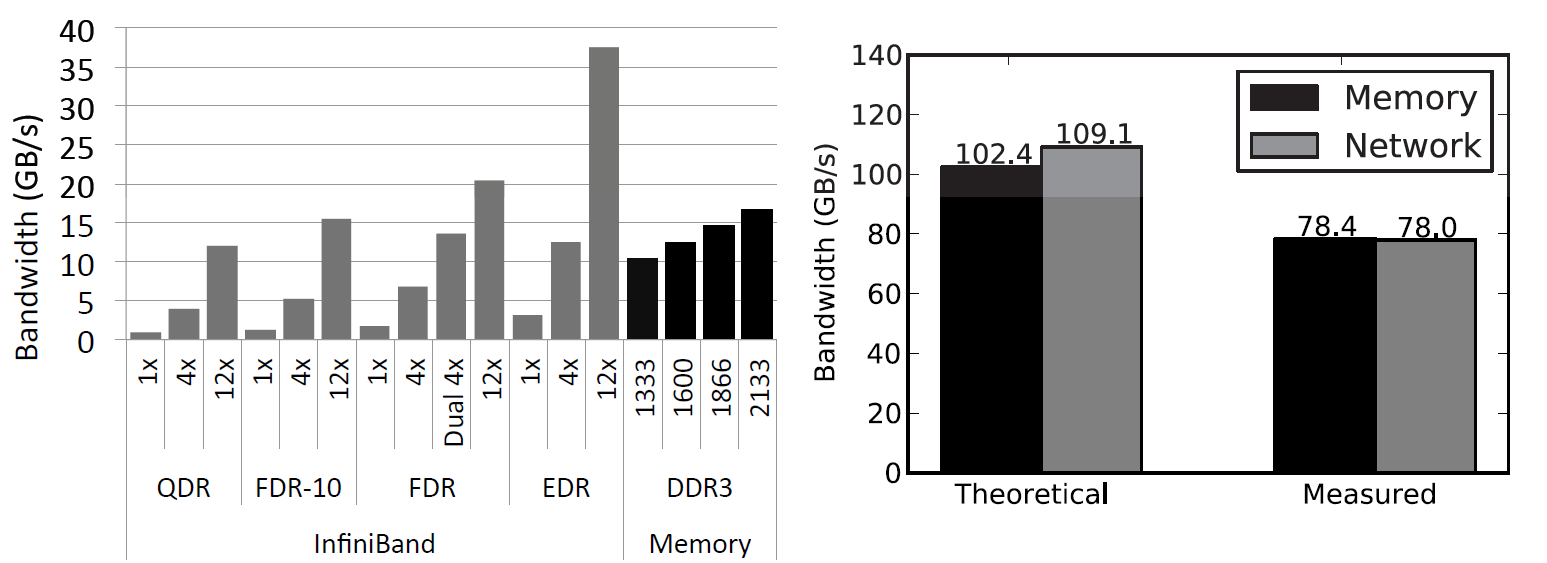 Bandwidth (GB/s)
40
35
30
25
20
15
10
5
0
1x
4x
12x
1x
4x
12x
1x
4x
Dual 4x
12x
1x
4x
12x
1333
1600
1866
2133
QDR
FDR-10
FDR
EDR
DDR3
InfiniBand
Memory
Bandwidth (GB/s)
140
120
100
80
60
40
20
0
Memory
Network
102.4
109.1
78.4
78.0
Theoretical
Measured